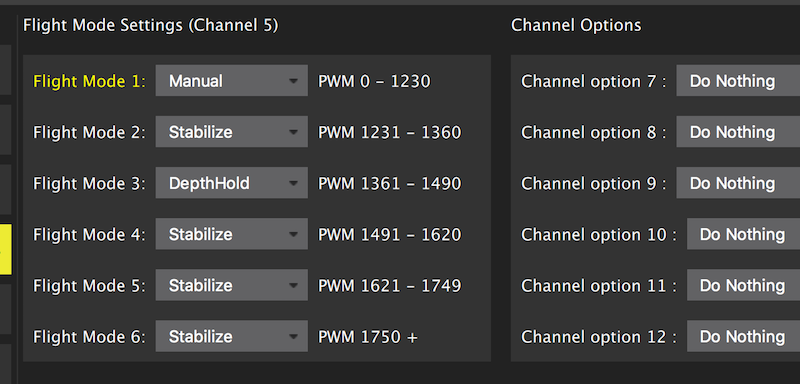 Flight Mode Settings (Channel 5)
Channel Options
Flight Mode 1: Manual PWM 0 – 1230
Channel option 7 : Do Nothing
Flight Mode 2: Stabilize PWM 1231 – 1360
Channel option 8 : Do Nothing
Flight Mode 3: DepthHold PWM 1361 – 1490
Channel option 9 : Do Nothing
Flight Mode 4: Stabilize PWM 1491 – 1620
Channel option 10 : Do Nothing
Flight Mode 5: Stabilize PWM 1621 – 1749
Channel option 11 : Do Nothing
Flight Mode 6: Stabilize PWM 1750 +
Channel option 12 : Do Nothing